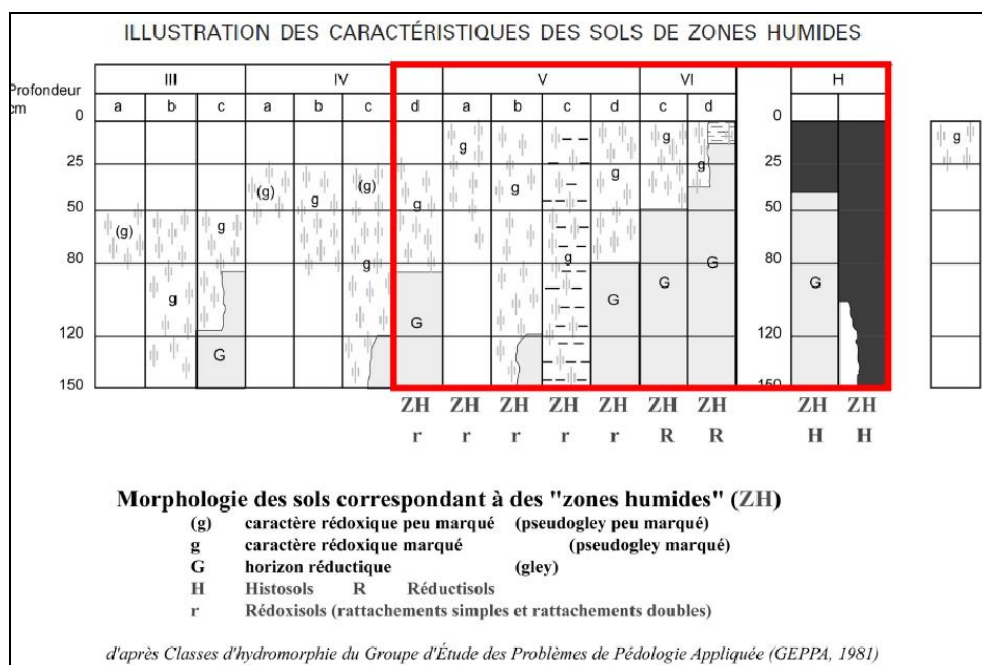 ILLUSTRATION DES CARACTÉRISTIQUES DES SOLS DE ZONES HUMIDES
III IV V VI H
Profondeur
cm
a b c a b c d a b c d c d
0 0
25 25
50 50
80 80
120 120
150 150
g g g g g
(g) g (g) g g g g
(g) g g g
g G G G G
G G
ZH ZH ZH ZH ZH ZH ZH ZH ZH
r r r r r R R H H
Morphologie des sols correspondant à des "zones humides" (ZH)
(g) caractère rédoxique peu marqué (pseudogley peu marqué)
g caractère rédoxique marqué (pseudogley marqué)
G horizon réductique (gley)
H Histosols R Réductisols
r Rédoxisols (rattachements simples et rattachements doubles)
d'après Classes d'hydromorphie du Groupe d'Étude des Problèmes de Pédologie Appliquée (GEPPA, 1981)